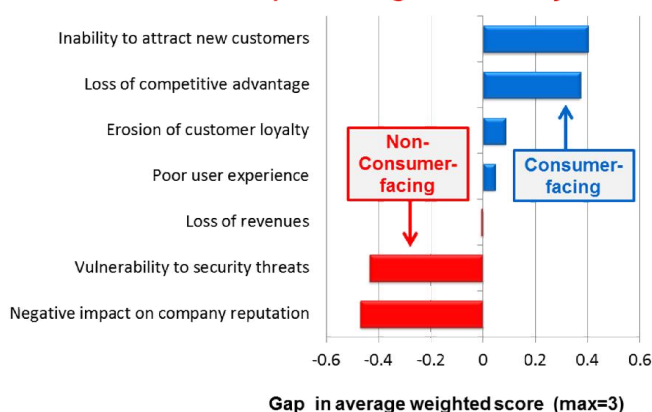 Inability to attract new customers
Loss of competitive advantage
Erosion of customer loyalty
Poor user experience
Loss of revenues
Vulnerability to security threats
Negative impact on company reputation
Non-
Consumer-
facing
Consumer-
facing
-0.6 -0.4 -0.2 0 0.2 0.4 0.6
Gap in average weighted score (max=3)